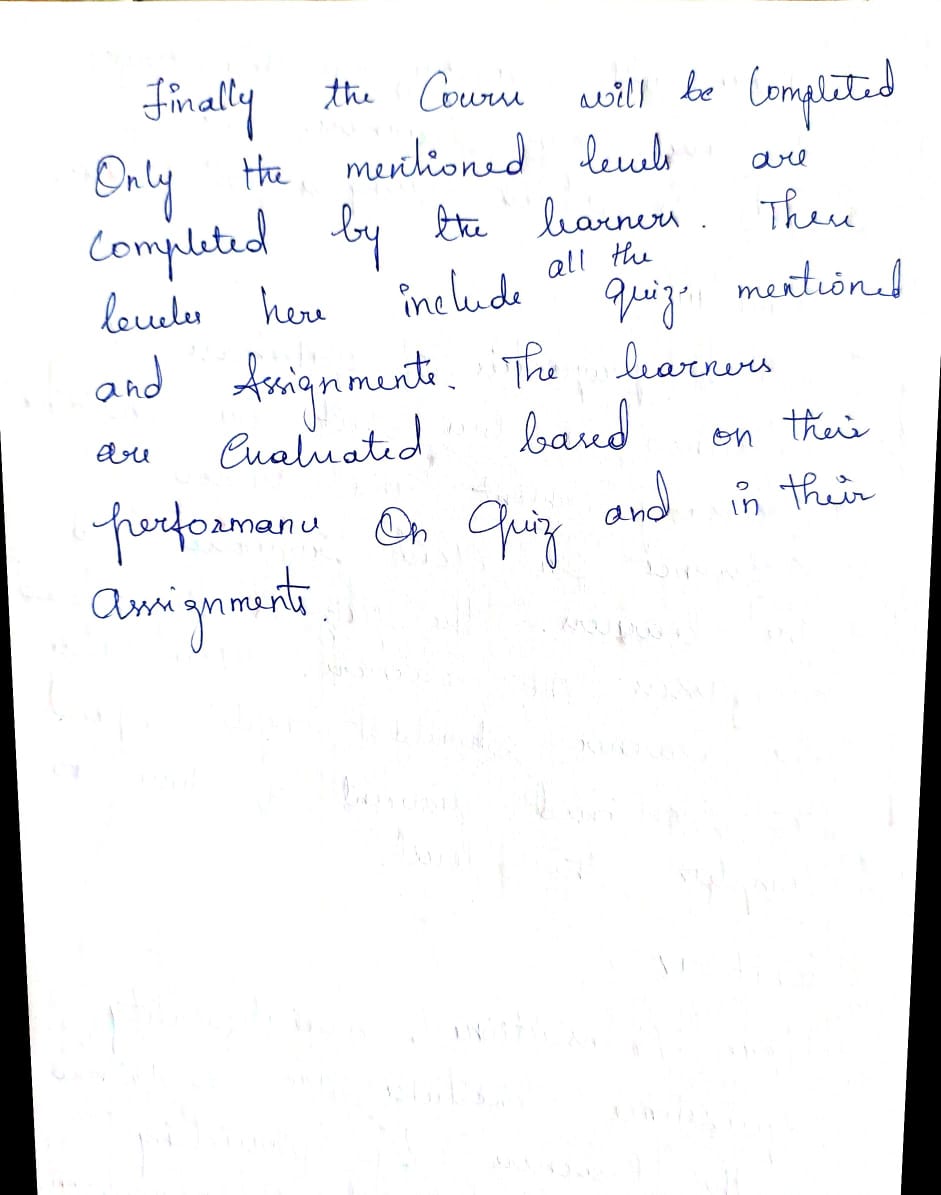 Finally the Course will be Completed
Only the mentioned levels are
Completed by the learners. These
levels here include all the quiz mentioned
and Assignments. The learners
are Evaluated based on their
performance On Quiz and in their
assignments.